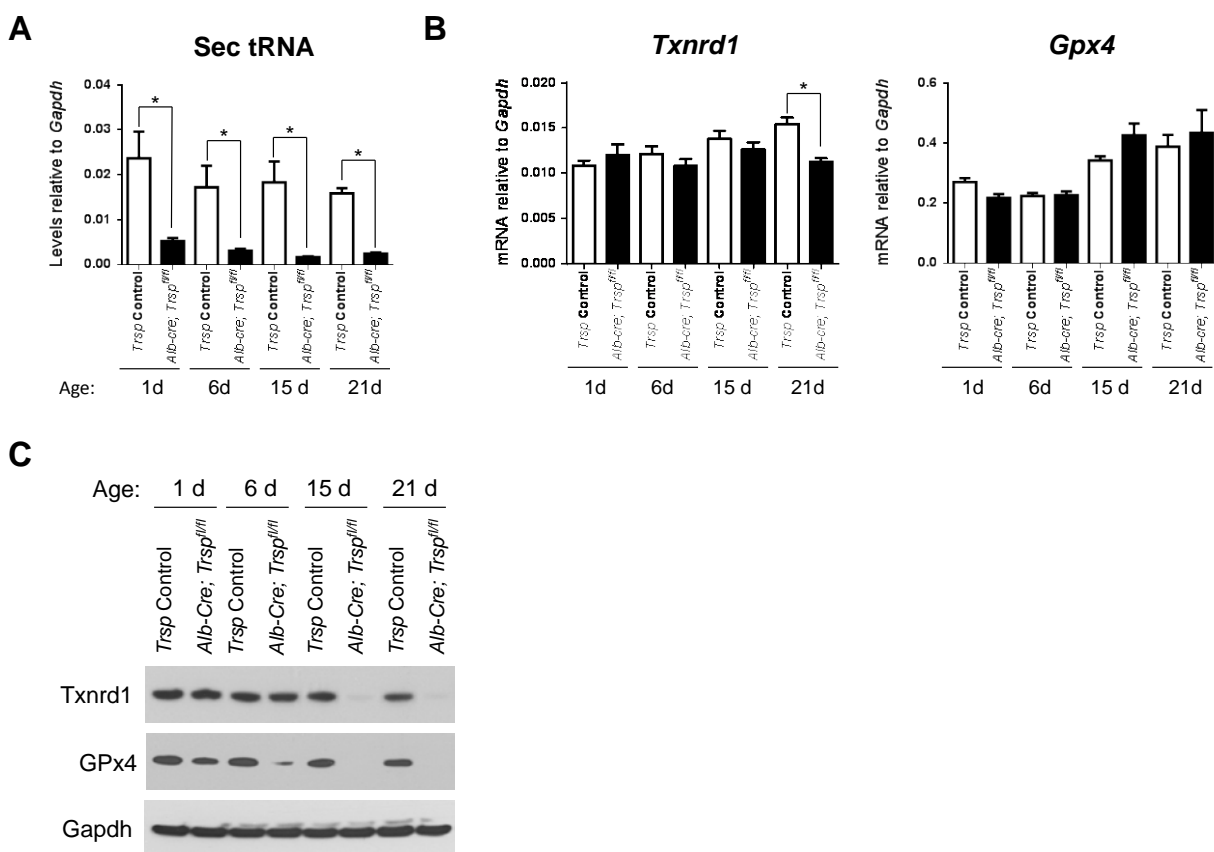 A
Sec tRNA
Levels relative to Gapdh
0.04
0.03
0.02
0.01
0.00
*
*
*
*
Trsp Control
Alb-cre; Trspfl/fl
Trsp Control
Alb-cre; Trspfl/fl
Trsp Control
Alb-cre; Trspfl/fl
Trsp Control
Alb-cre; Trspfl/fl
Age: 1d 6d 15 d 21d
B
Txnrd1
mRNA relative to Gapdh
0.020
0.015
0.010
0.005
0.000
*
Trsp Control
Alb-cre; Trspfl/fl
Trsp Control
Alb-cre; Trspfl/fl
Trsp Control
Alb-cre; Trspfl/fl
Trsp Control
Alb-cre; Trspfl/fl
Age: 1d 6d 15d 21d
Gpx4
mRNA relative to Gapdh
0.6
0.4
0.2
0.0
Trsp Control
Alb-cre; Trspfl/fl
Trsp Control
Alb-cre; Trspfl/fl
Trsp Control
Alb-cre; Trspfl/fl
Trsp Control
Alb-cre; Trspfl/fl
1 d 6 d 15 d 21d
C
Age: 1 d 6 d 15 d 21 d
Trsp Control
Alb-Cre; Trspfl/fl
Trsp Control
Alb-Cre; Trspfl/fl
Trsp Control
Alb-Cre; Trspfl/fl
Trsp Control
Alb-Cre; Trspfl/fl
Txnrd1
GPx4
Gapdh